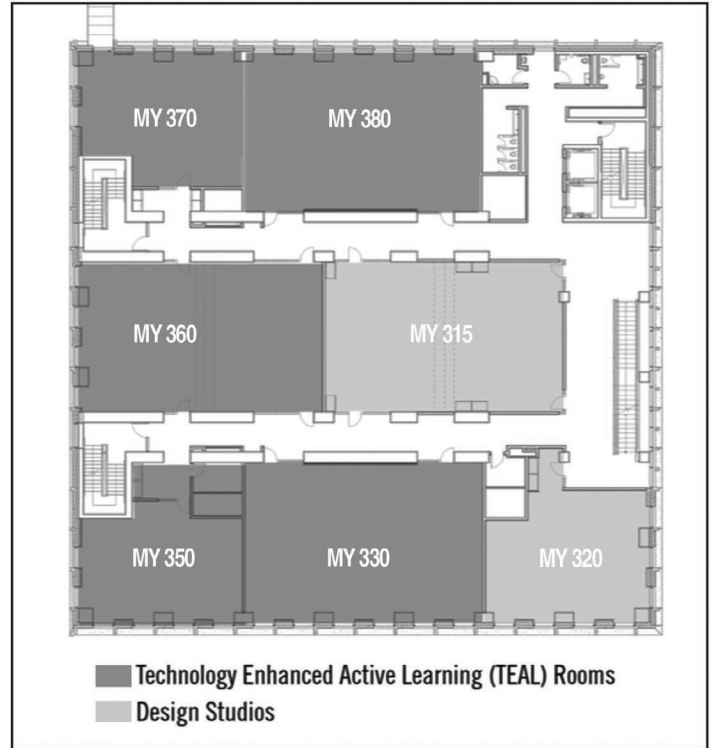 MY 370
MY 380
MY 360
MY 315
MY 350
MY 330
MY 320
Technology Enhanced Active Learning (TEAL) Rooms
Design Studios